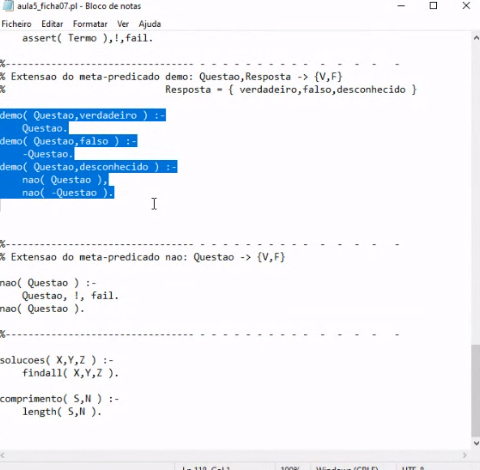 aula5_ficha07.pl - Bloco de notas
Ficheiro Editar Formatar Ver Ajuda
assert( Termo ),!,fail.
%--------------------------------- - - - - - - - - - - - - - - -
% Extensao do meta-predicado demo: Questao,Resposta -> {V,F}
% Resposta = { verdadeiro,falso,desconhecido }
demo( Questao,verdadeiro ) :-
Questao.
demo( Questao,falso ) :-
-Questao.
demo( Questao,desconhecido ) :-
nao( Questao ),
nao( -Questao ).
%--------------------------------- - - - - - - - - - - - - - - -
% Extensao do meta-predicado nao: Questao -> {V,F}
nao( Questao ) :-
Questao, !, fail.
nao( Questao ).
%--------------------------------- - - - - - - - - - - - - - - -
solucoes( X,Y,Z ) :-
findall( X,Y,Z ).
comprimento( S,N ) :-
length( S,N ).
Ln 118, Col 1 100% Windows (CRLF) UTF-8